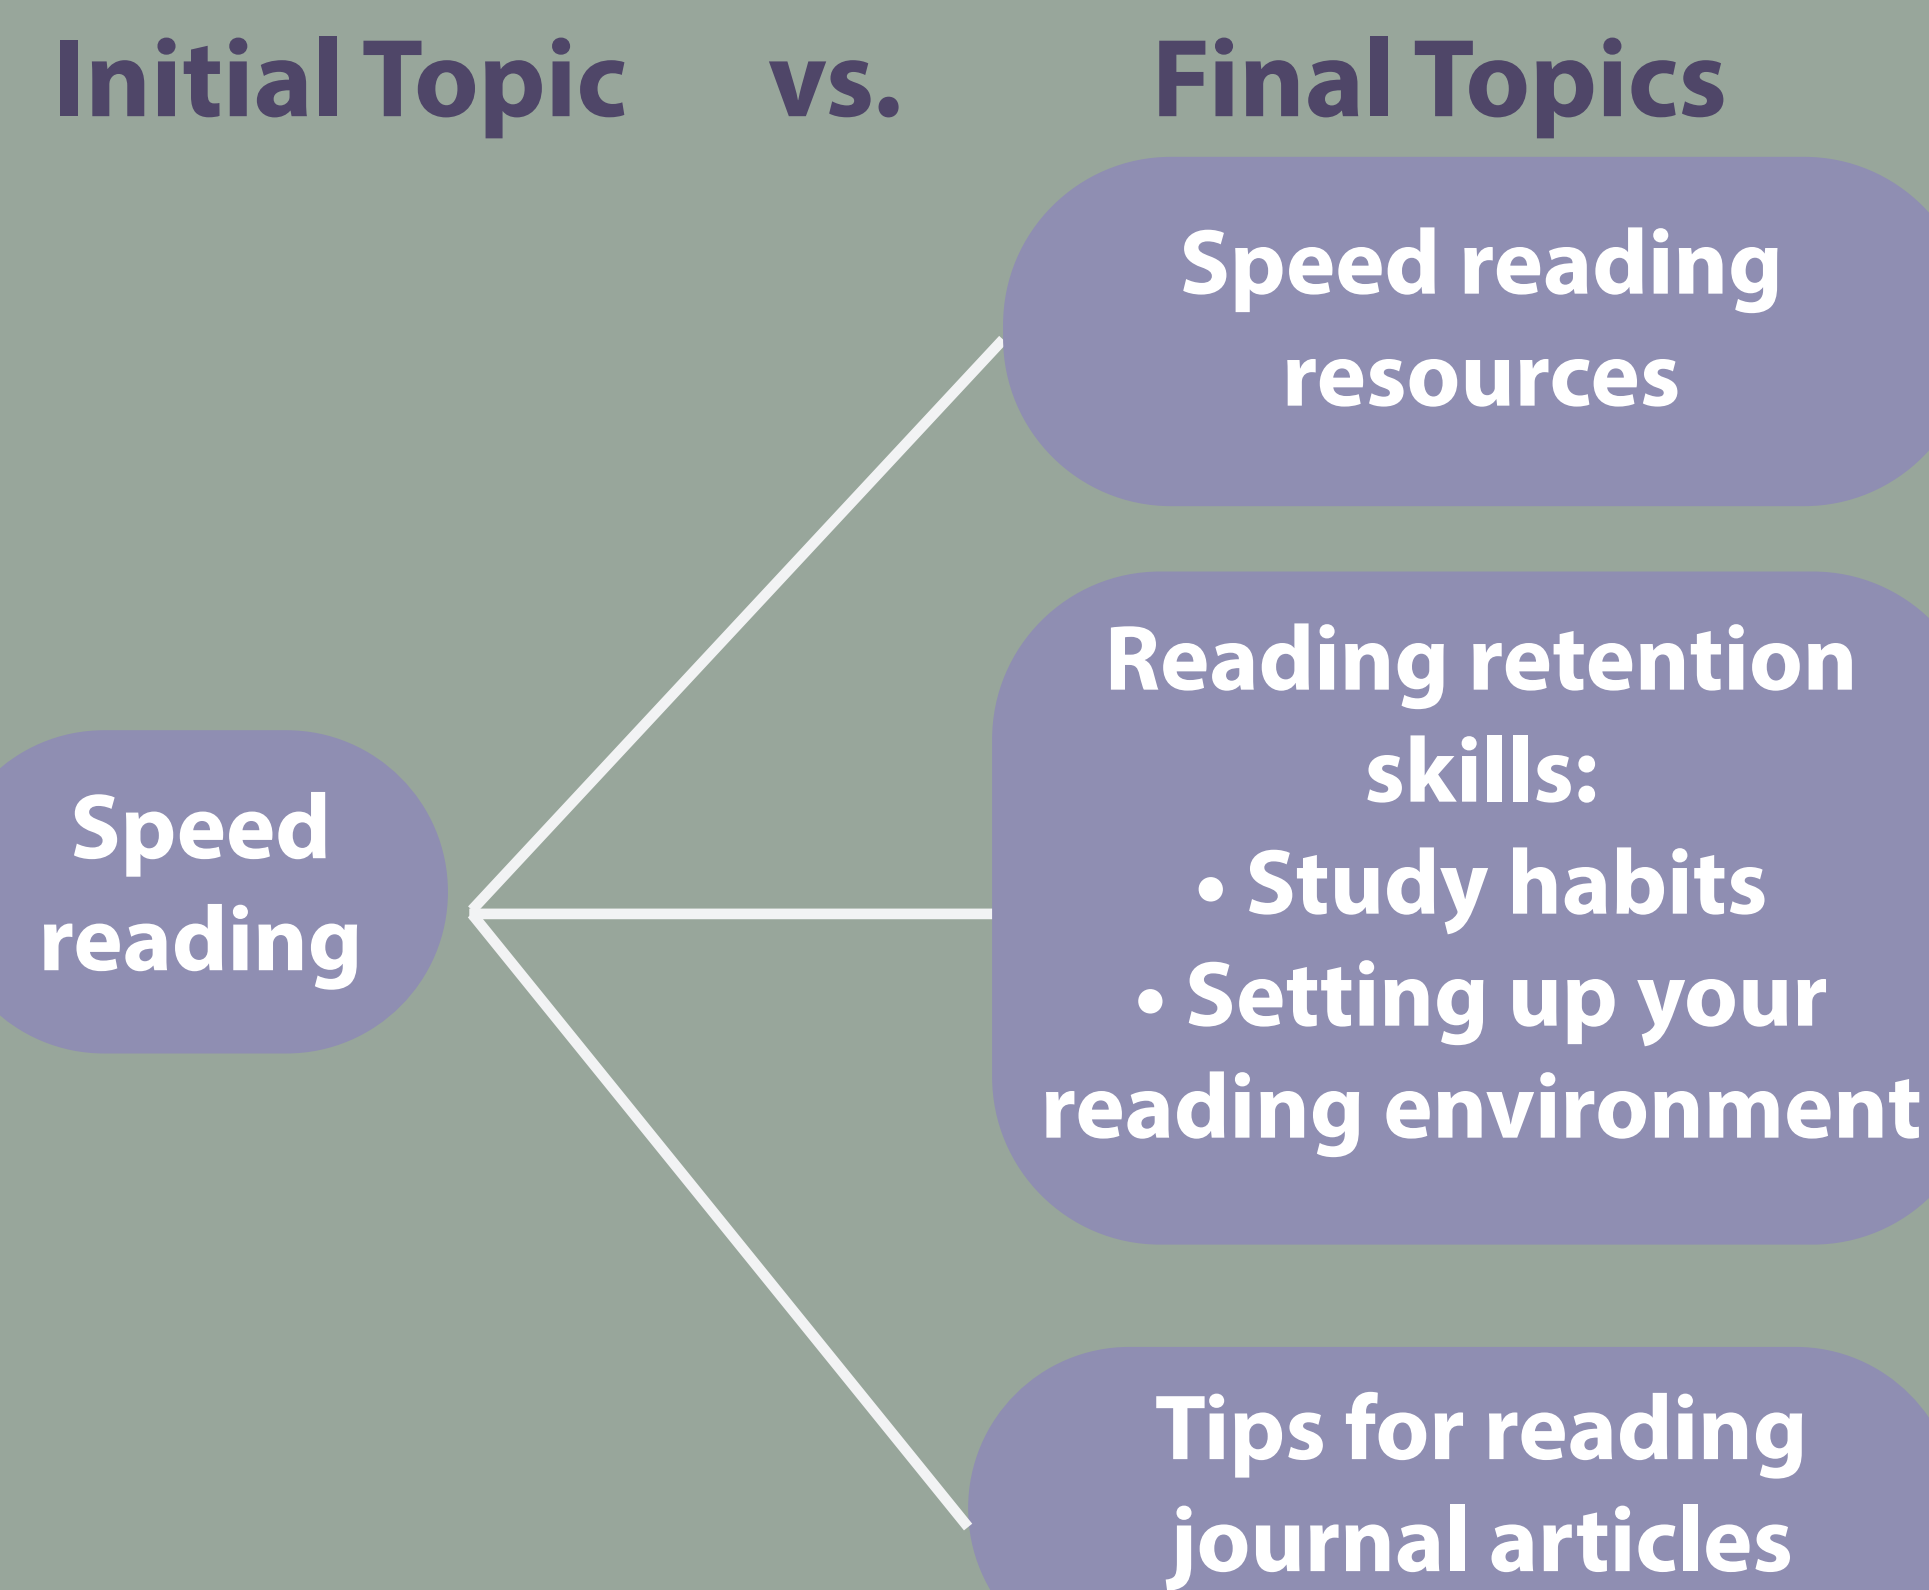 Initial Topic vs. Final Topics
Speed
reading
Speed reading
resources
Reading retention
skills:
• Study habits
• Setting up your
reading environment
Tips for reading
journal articles